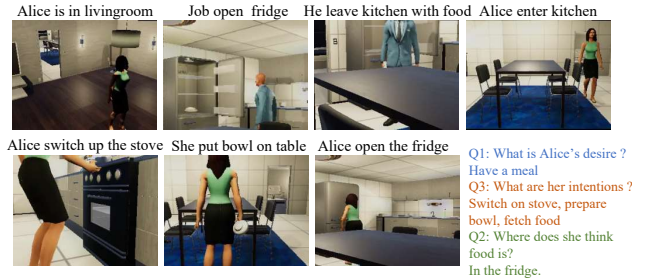 Alice is in livingroom
Job open fridge
He leave kitchen with food
Alice enter kitchen
Alice switch up the stove
She put bowl on table
Alice open the fridge
Q1: What is Alice's desire ?
Have a meal
Q3: What are her intentions ?
Switch on stove, prepare
bowl, fetch food
Q2: Where does she think
food is?
In the fridge.